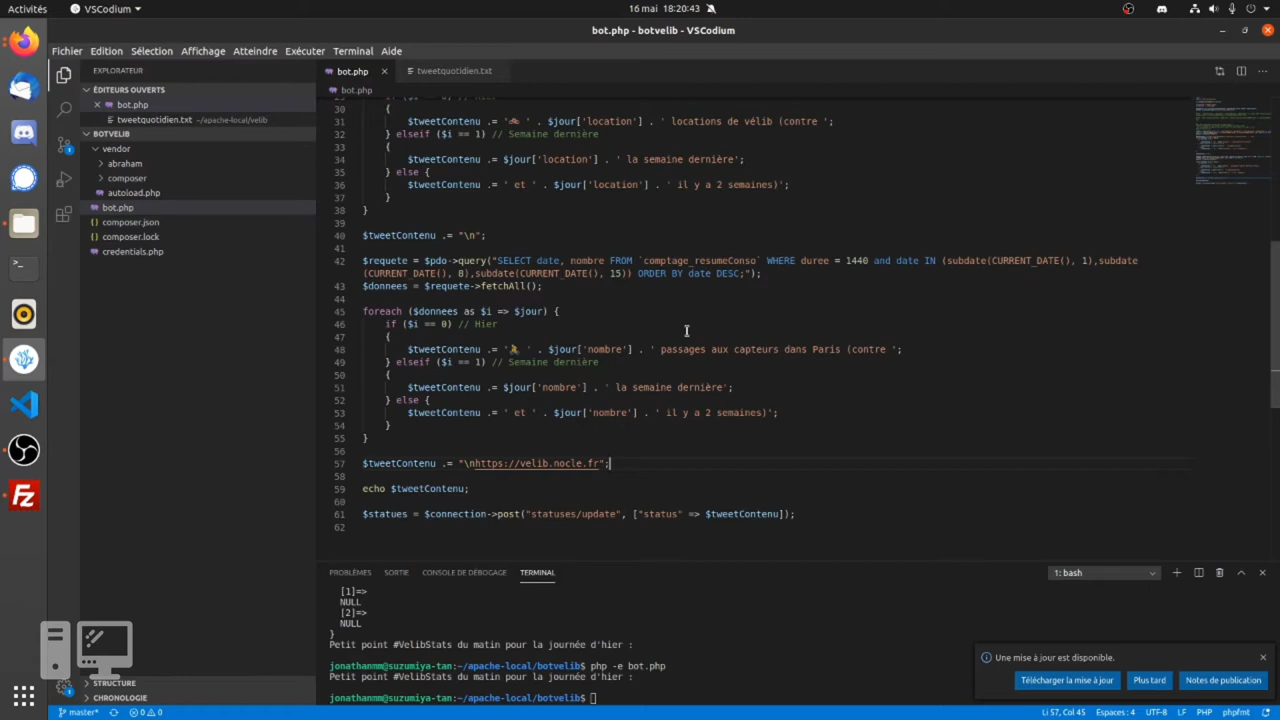 Activités
VSCodium
16 mai 18:20:43
bot.php - botvelib - VSCodium
Fichier Edition Sélection Affichage Atteindre Exécuter Terminal Aide
EXPLORATEUR
ÉDITEURS OUVERTS
bot.php
tweetquotidien.txt ~/apache-local/velib
BOTVELIB
vendor
abraham
composer
autoload.php
bot.php
composer.json
composer.lock
credentials.php
STRUCTURE
CHRONOLOGIE
bot.php
tweetquotidien.txt
bot.php
30 {
31 $tweetContenu .= '🚲 ' . $jour['location'] . ' locations de vélib (contre ';
32 } elseif ($i == 1) // Semaine dernière
33 {
34 $tweetContenu .= $jour['location'] . ' la semaine dernière';
35 } else {
36 $tweetContenu .= ' et ' . $jour['location'] . ' il y a 2 semaines)';
37 }
38 }
39
40 $tweetContenu .= "\n";
41
42 $requete = $pdo->query("SELECT date, nombre FROM `comptage_resumeConso` WHERE duree = 1440 and date IN (subdate(CURRENT_DATE(), 1),subdate
(CURRENT_DATE(), 8),subdate(CURRENT_DATE(), 15)) ORDER BY date DESC;");
43 $donnees = $requete->fetchAll();
44
45 foreach ($donnees as $i => $jour) {
46 if ($i == 0) // Hier
47 {
48 $tweetContenu .= '🚴 ' . $jour['nombre'] . ' passages aux capteurs dans Paris (contre ';
49 } elseif ($i == 1) // Semaine dernière
50 {
51 $tweetContenu .= $jour['nombre'] . ' la semaine dernière';
52 } else {
53 $tweetContenu .= ' et ' . $jour['nombre'] . ' il y a 2 semaines)';
54 }
55 }
56
57 $tweetContenu .= "\nhttps://velib.nocle.fr";
58
59 echo $tweetContenu;
60
61 $statues = $connection->post("statuses/update", ["status" => $tweetContenu]);
62
PROBLÈMES SORTIE CONSOLE DE DÉBOGAGE TERMINAL
1: bash
[1]=>
NULL
[2]=>
NULL
}
Petit point #VelibStats du matin pour la journée d'hier :
jonathanmm@suzumiya-tan:~/apache-local/botvelib$ php -e bot.php
Petit point #VelibStats du matin pour la journée d'hier :
jonathanmm@suzumiya-tan:~/apache-local/botvelib$
Une mise à jour est disponible.
Télécharger la mise à jour
Plus tard
Notes de publication
master*
0
0
Li 57, Col 45
Espaces : 4
UTF-8
LF
PHP
phpfmt